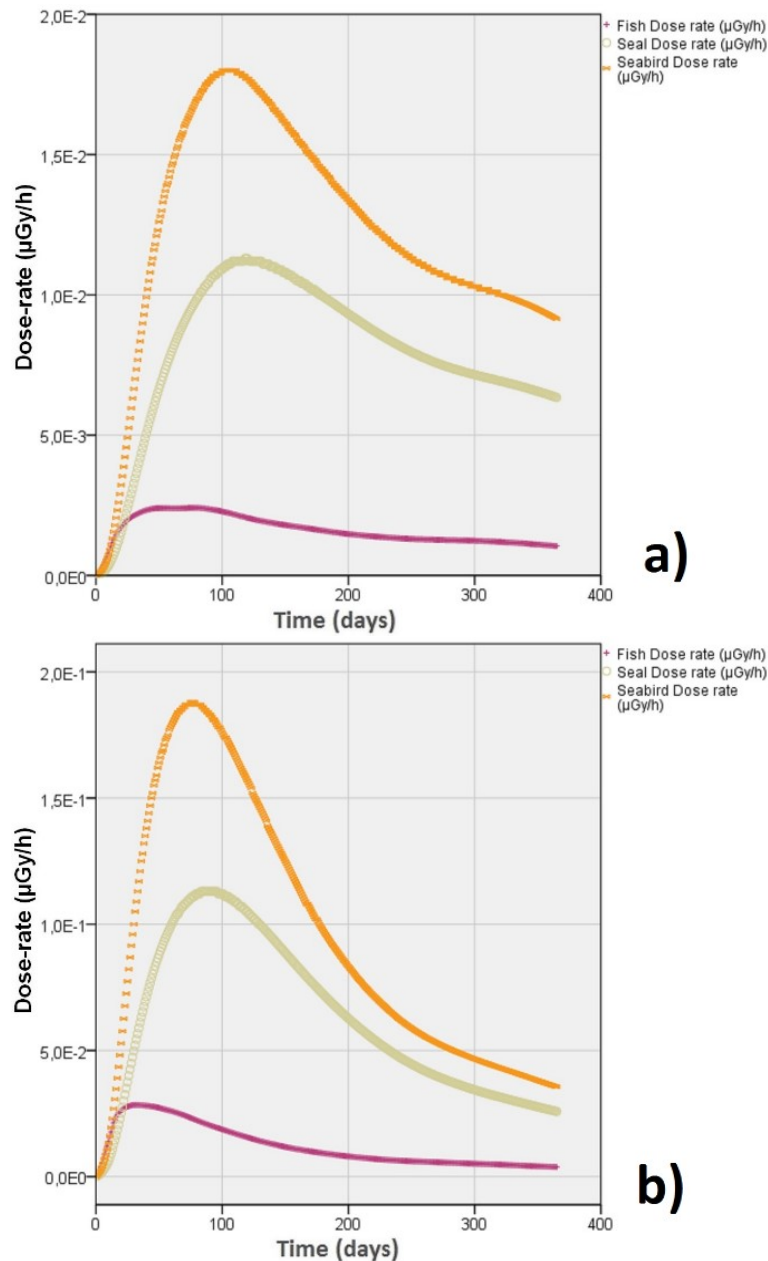 2,0E-2
1,5E-2
1,0E-2
5,0E-3
0,0E0
Dose-rate (µGy/h)
0 100 200 300 400
Time (days)
Fish Dose rate (µGy/h)
Seal Dose rate (µGy/h)
Seabird Dose rate
(µGy/h)
a)
2,0E-1
1,5E-1
1,0E-1
5,0E-2
0,0E0
Dose-rate (µGy/h)
0 100 200 300 400
Time (days)
Fish Dose rate (µGy/h)
Seal Dose rate (µGy/h)
Seabird Dose rate
(µGy/h)
b)